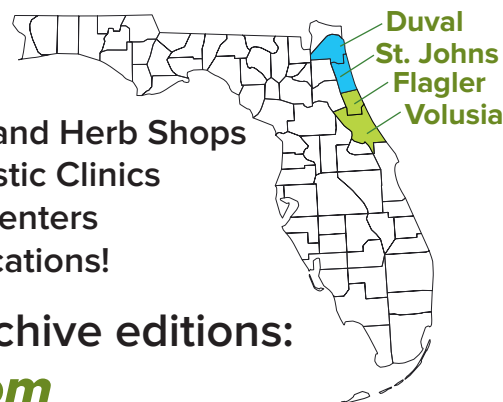 Duval
St. Johns
Flagler
Volusia
and Herb Shops
stic Clinics
enters
cations!
chive editions:
om